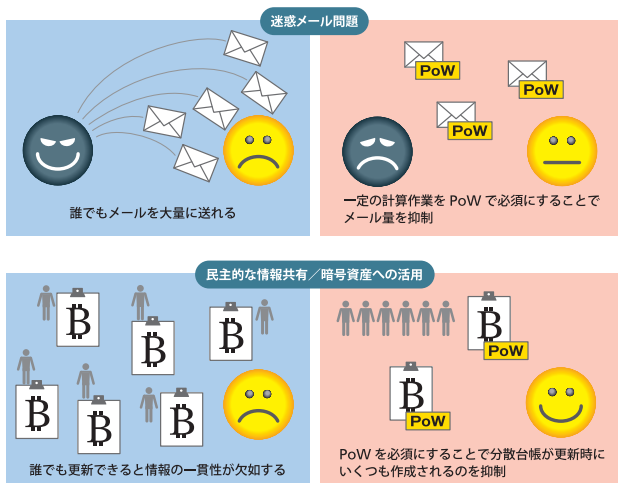 迷惑メール問題
PoW
PoW
PoW
誰でもメールを大量に送れる
一定の計算作業を PoW で必須にすることで
メール量を抑制
民主的な情報共有／暗号資産への活用
B
B
B
B
B
B
誰でも更新できると情報の一貫性が欠如する
B
PoW
B
PoW
PoW を必須にすることで分散台帳が更新時に
いくつも作成されるのを抑制